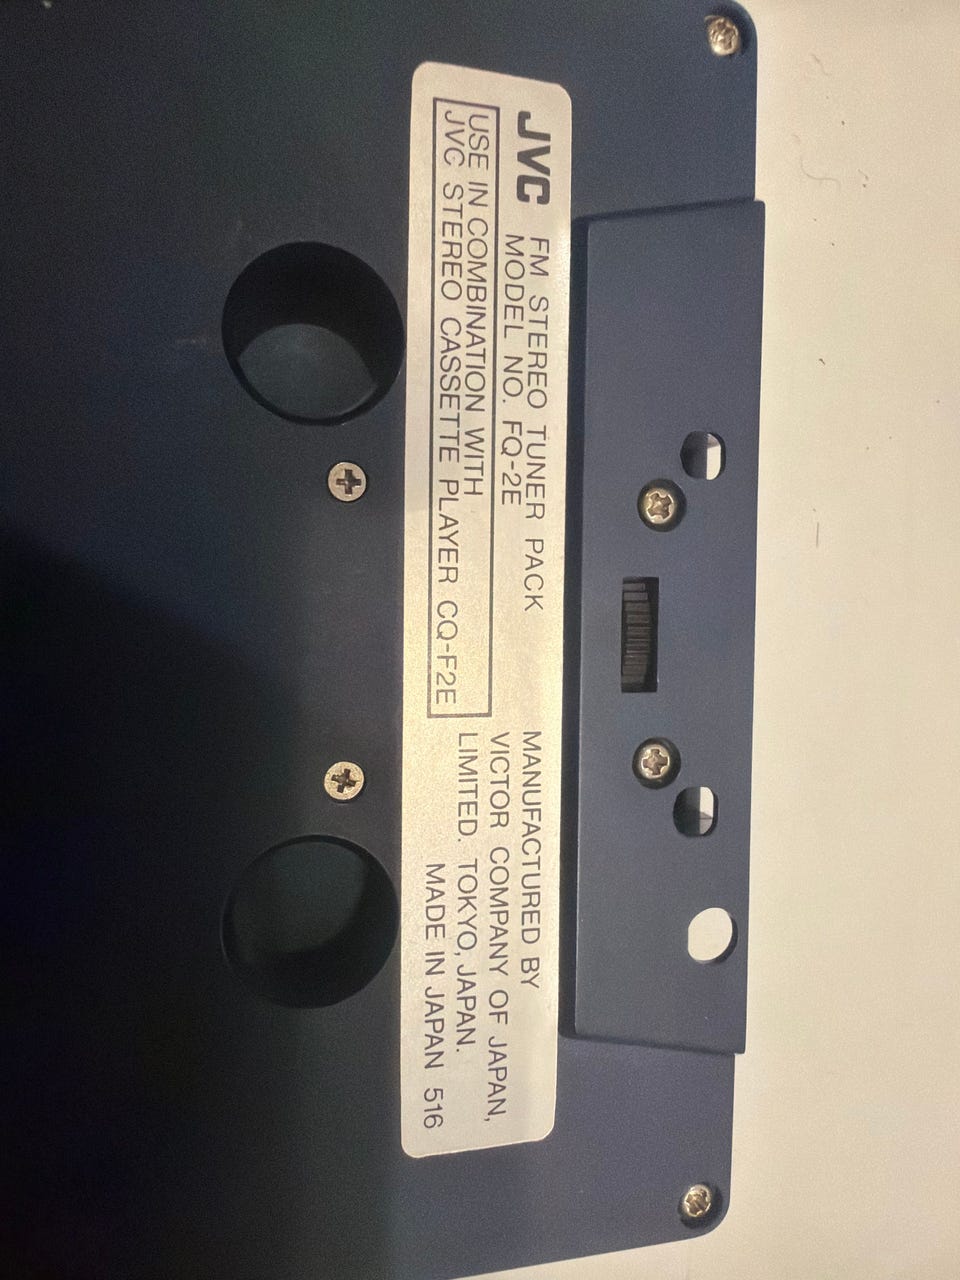 JVC FM STEREO TUNER PACK
MODEL NO. FQ-2E
USE IN COMBINATION WITH
JVC STEREO CASSETTE PLAYER CQ-F2E
MANUFACTURED BY
VICTOR COMPANY OF JAPAN,
LIMITED. TOKYO, JAPAN.
MADE IN JAPAN 516